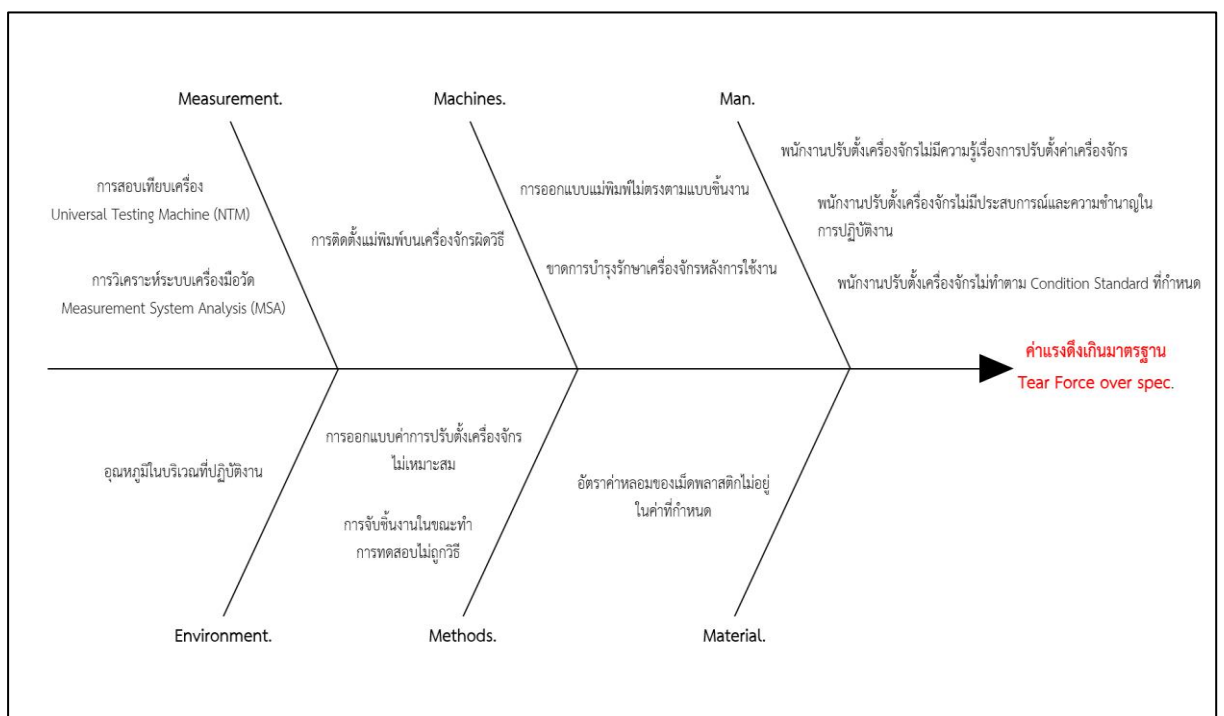 Measurement.
Machines.
Man.
การสอบเทียบเครื่อง
Universal Testing Machine (NTM)
การวิเคราะห์ระบบเครื่องมือวัด
Measurement System Analysis (MSA)
การติดตั้งแม่พิมพ์บนเครื่องจักรผิดวิธี
การออกแบบแม่พิมพ์ไม่ตรงตามแบบชิ้นงาน
ขาดการบำรุงรักษาเครื่องจักรหลังการใช้งาน
พนักงานปรับตั้งเครื่องจักรไม่มีความรู้เรื่องการปรับตั้งค่าเครื่องจักร
พนักงานปรับตั้งเครื่องจักรไม่มีประสบการณ์และความชำนาญใน
การปฏิบัติงาน
พนักงานปรับตั้งเครื่องจักรไม่ทำตาม Condition Standard ที่กำหนด
ค่าแรงดึงเกินมาตรฐาน
Tear Force over spec.
อุณหภูมิในบริเวณที่ปฏิบัติงาน
การออกแบบค่าการปรับตั้งเครื่องจักร
ไม่เหมาะสม
การจับชิ้นงานในขณะทำ
การทดสอบไม่ถูกวิธี
อัตราค่าหลอมของเม็ดพลาสติกไม่อยู่
ในค่าที่กำหนด
Environment.
Methods.
Material.